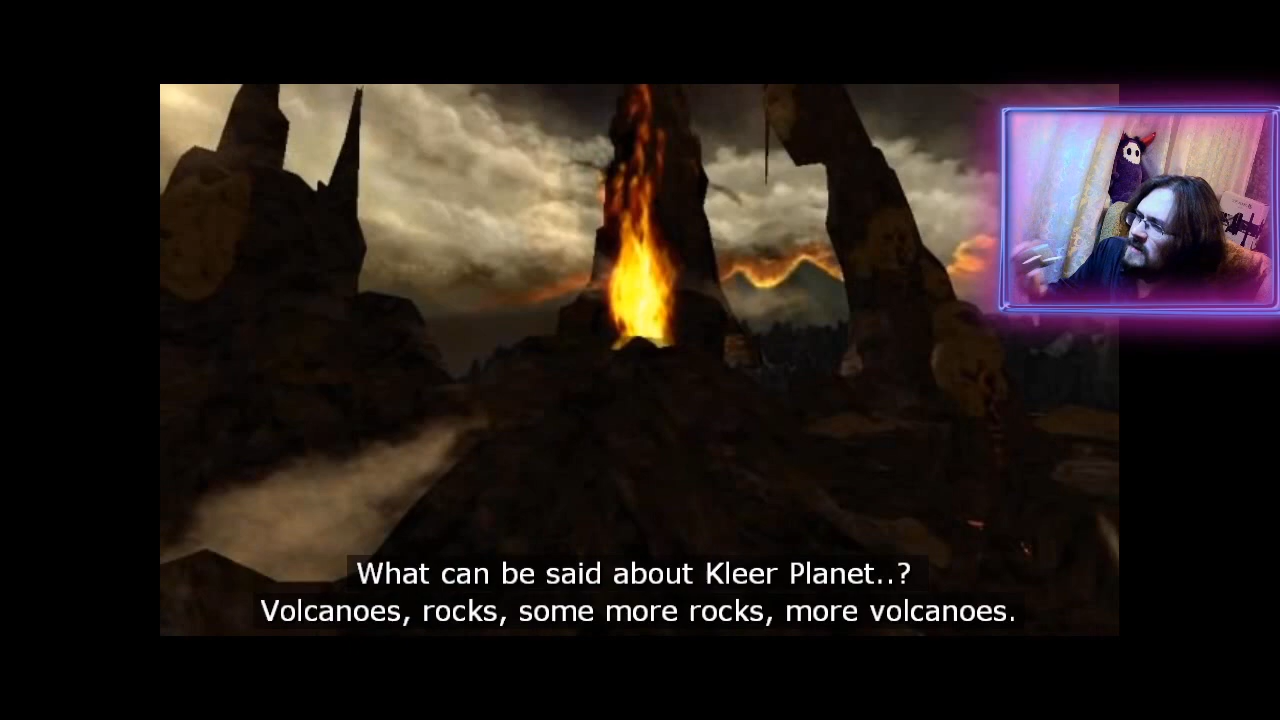 What can be said about Kleer Planet..?
Volcanoes, rocks, some more rocks, more volcanoes.